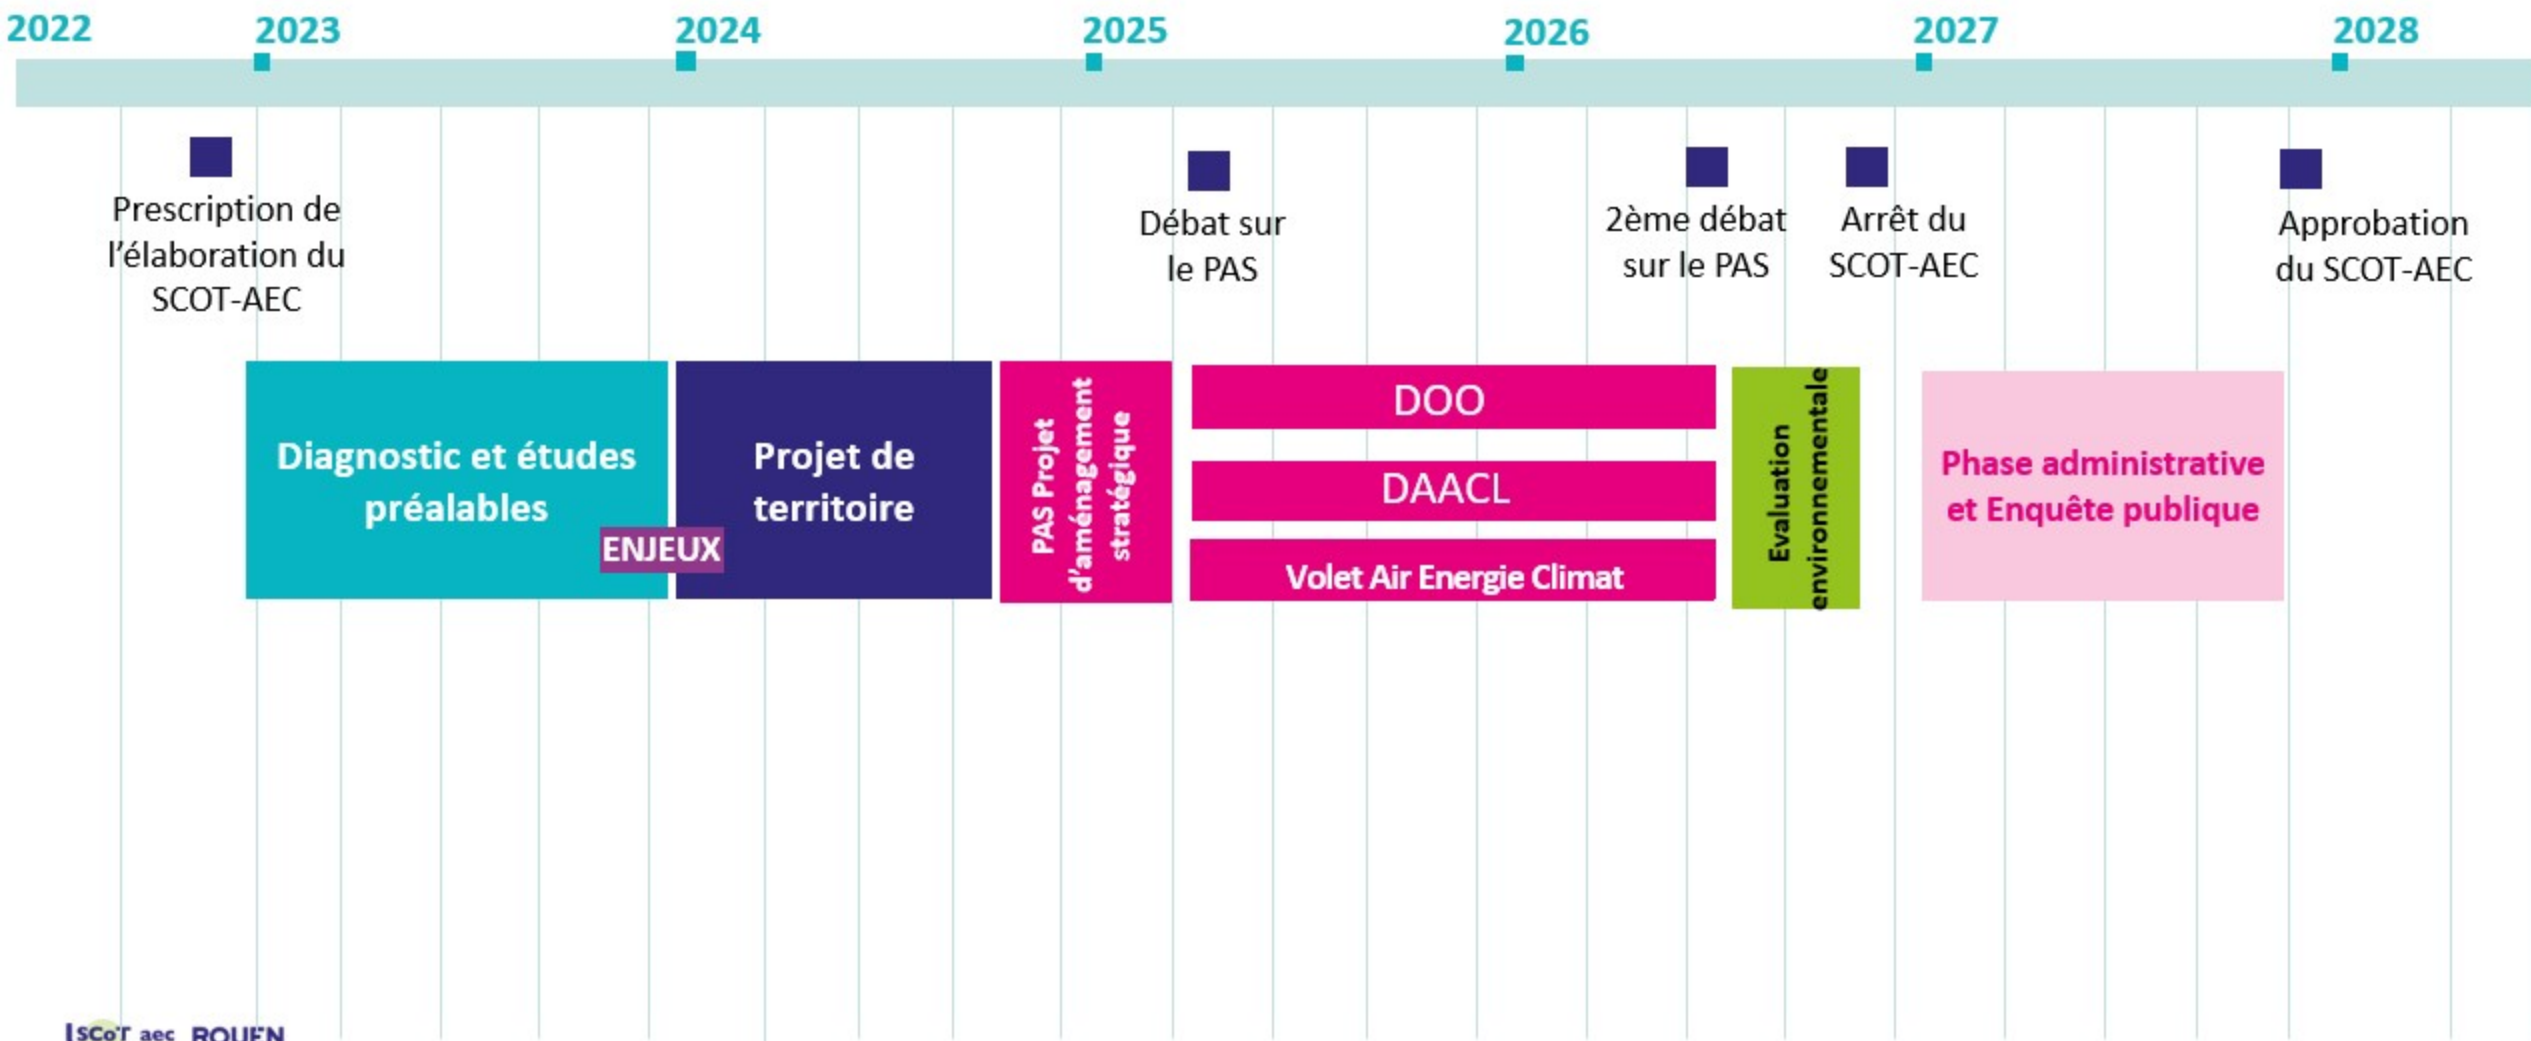 2022
2023
2024
2025
2026
2027
2028
Prescription de
l'élaboration du
SCOT-AEC
Débat sur
le PAS
2ème débat
sur le PAS
Arrêt du
SCOT-AEC
Approbation
du SCOT-AEC
Diagnostic et études
préalables
ENJEUX
Projet de
territoire
PAS Projet
d'aménagement
stratégique
DOO
DAACL
Volet Air Energie Climat
Evaluation
environnementale
Phase administrative
et Enquête publique
SCoT aec ROUEN